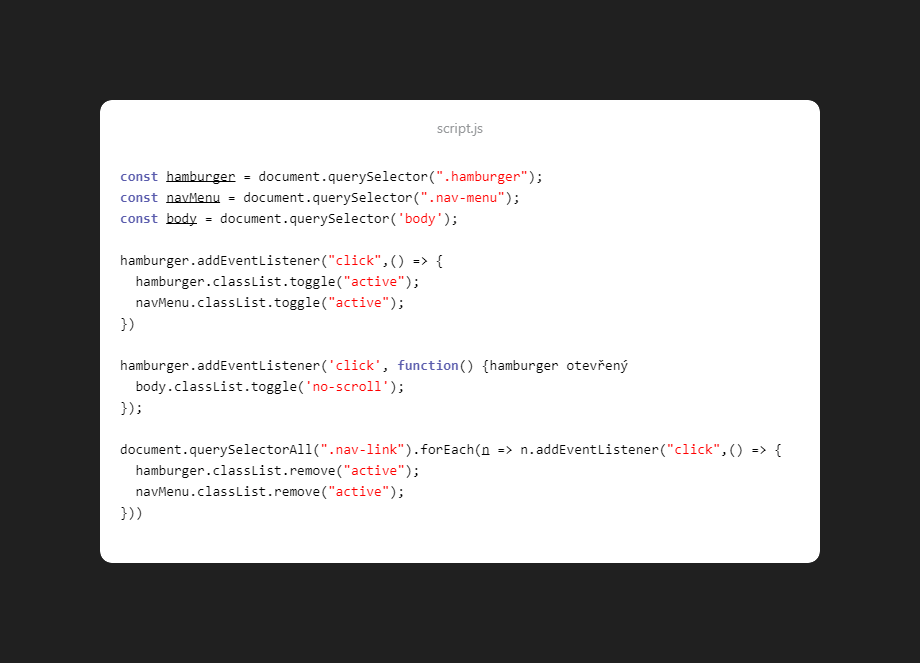 script.js
const hamburger = document.querySelector(".hamburger");
const navMenu = document.querySelector(".nav-menu");
const body = document.querySelector('body');
hamburger.addEventListener("click",() => {
  hamburger.classList.toggle("active");
  navMenu.classList.toggle("active");
})
hamburger.addEventListener('click', function() {hamburger otevřený
  body.classList.toggle('no-scroll');
});
document.querySelectorAll(".nav-link").forEach(n => n.addEventListener("click",() => {
  hamburger.classList.remove("active");
  navMenu.classList.remove("active");
}))